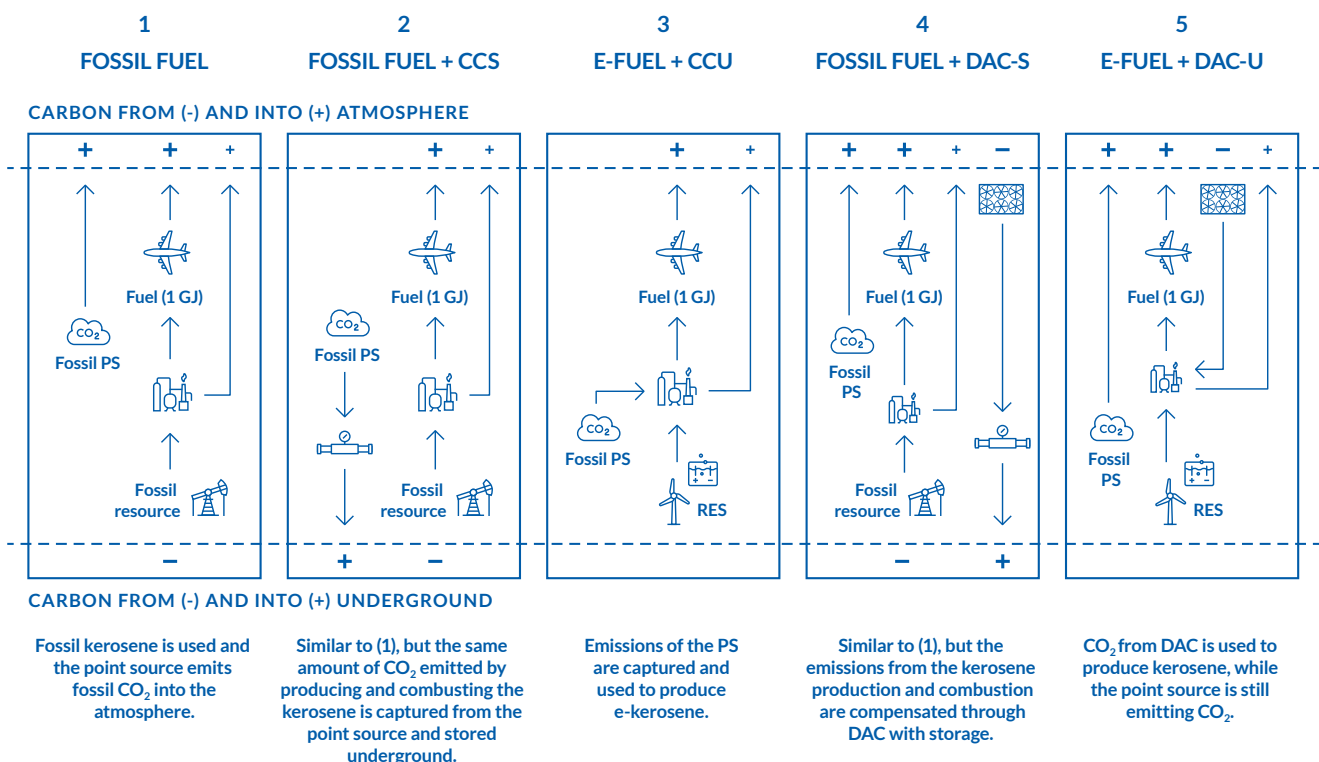 1
FOSSIL FUEL
2
FOSSIL FUEL + CCS
3
E-FUEL + CCU
4
FOSSIL FUEL + DAC-S
5
E-FUEL + DAC-U
CARBON FROM (-) AND INTO (+) ATMOSPHERE
+ + +
Fuel (1 GJ)
CO₂
Fossil PS
Fossil
resource
−
+ +
Fuel (1 GJ)
CO₂
Fossil PS
Fossil
resource
+ −
+ +
Fuel (1 GJ)
CO₂
Fossil PS
+ -
RES
+ + + −
Fuel (1 GJ)
CO₂
Fossil
PS
Fossil
resource
− +
+ + − +
Fuel (1 GJ)
CO₂
Fossil
PS
+ -
RES
CARBON FROM (-) AND INTO (+) UNDERGROUND
Fossil kerosene is used and
the point source emits
fossil CO₂ into the
atmosphere.
Similar to (1), but the same
amount of CO₂ emitted by
producing and combusting the
kerosene is captured from the
point source and stored
underground.
Emissions of the PS
are captured and
used to produce
e-kerosene.
Similar to (1), but the
emissions from the kerosene
production and combustion
are compensated through
DAC with storage.
CO₂ from DAC is used to
produce kerosene, while
the point source is still
emitting CO₂.